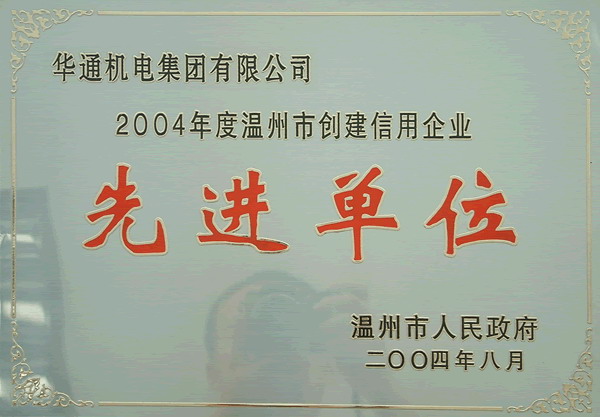 华通机电集团有限公司
2004年度温州市创建信用企业
先进单位
温州市人民政府
二〇〇四年八月